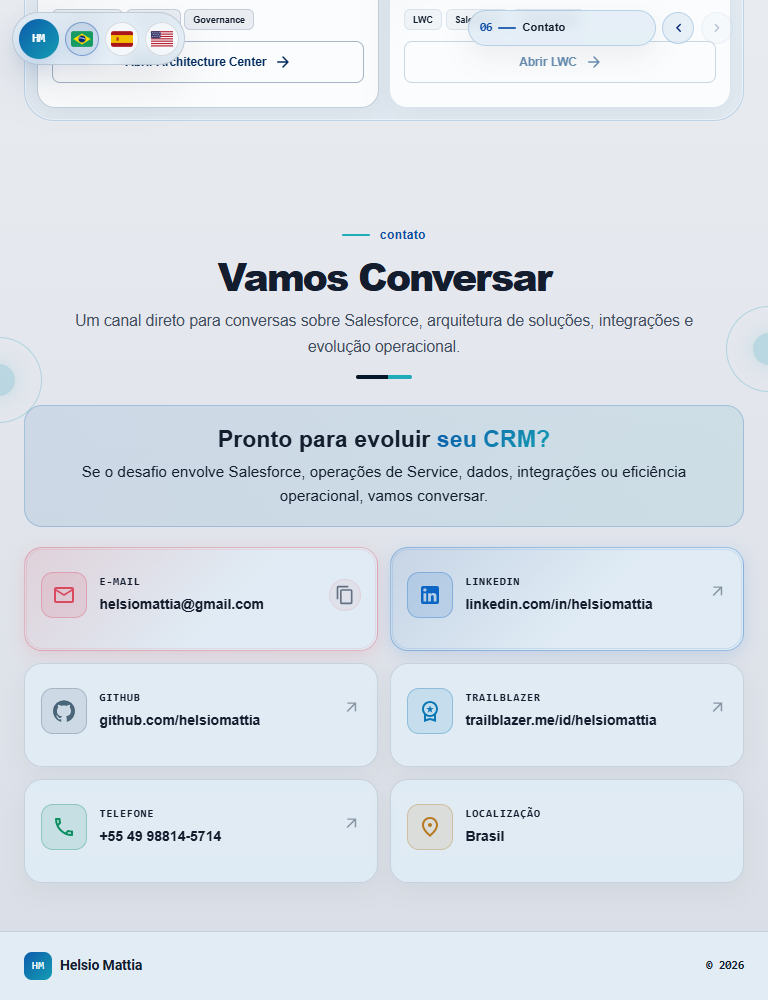 HM
Governance
LWC
06
Contato
Architecture Center
Abrir LWC
contato
Vamos Conversar
Um canal direto para conversas sobre Salesforce, arquitetura de soluções, integrações e
evolução operacional.
Pronto para evoluir seu CRM?
Se o desafio envolve Salesforce, operações de Service, dados, integrações ou eficiência
operacional, vamos conversar.
E-MAIL
helsiomattia@gmail.com
LINKEDIN
linkedin.com/in/helsiomattia
GITHUB
github.com/helsiomattia
TRAILBLAZER
trailblazer.me/id/helsiomattia
TELEFONE
+55 49 98814-5714
LOCALIZAÇÃO
Brasil
HM
Helsio Mattia
© 2026